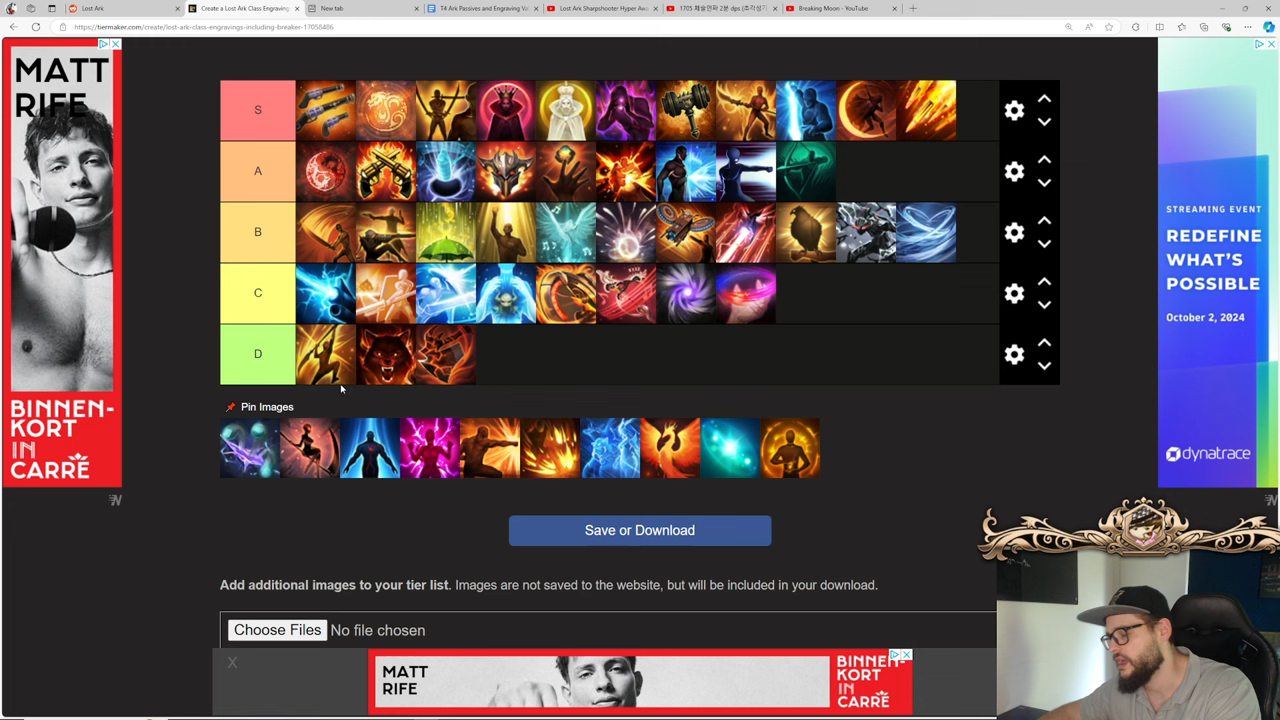 Lost Ark
Create a Lost Ark Class Engraving
New tab
T4 Ark Passives and Engraving Va
Lost Ark Sharpshooter Hyper Awa
Breaking Moon - YouTube
https://tiermaker.com/create/lost-ark-class-engravings-including-breaker-17058486
MATT
RIFE
BINNEN-
KORT
IN
CARRÉ
S
A
B
C
D
Pin Images
Save or Download
Add additional images to your tier list. Images are not saved to the website, but will be included in your download.
Choose Files No file chosen
X
MATT
RIFE
BINNEN-
KORT
IN
CARRÉ
STREAMING EVENT
REDEFINE
WHAT'S
POSSIBLE
October 2, 2024
dynatrace